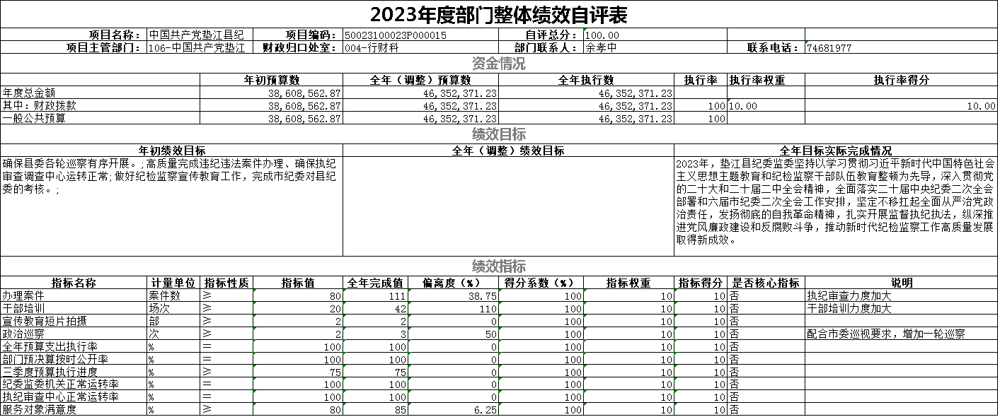 2023年度部门整体绩效自评表
项目名称： 中国共产党垫江县纪 项目编码： 50023100023P000015 自评总分： 100.00
项目主管部门： 106-中国共产党垫江 财政归口处室： 004-行财科 部门联系人： 余孝中 联系电话： 74681977
资金情况
年初预算数 全年（调整）预算数 全年执行数 执行率 执行率权重 执行率得分
年度总金额 38,608,562.87 46,352,371.23 46,352,371.23
其中：财政拨款 38,608,562.87 46,352,371.23 46,352,371.23 100 10.00 10.00
一般公共预算 38,608,562.87 46,352,371.23 46,352,371.23 100
绩效目标
年初绩效目标 全年（调整）绩效目标 全年目标实际完成情况
确保县委各轮巡察有序开展。;高质量完成违纪违法案件办理、确保执纪
审查调查中心运转正常;做好纪检监察宣传教育工作，完成市纪委对县纪
委的考核。;
2023年，垫江县纪委监委坚持以学习贯彻习近平新时代中国特色社会
主义思想主题教育和纪检监察干部队伍教育整顿为先导，深入贯彻党
的二十大和二十届二中全会精神，全面落实二十届中央纪委二次全会
部署和六届市纪委二次全会工作安排，坚定不移扛起全面从严治党政
治责任，发扬彻底的自我革命精神，扎实开展监督执纪执法，纵深推
进党风廉政建设和反腐败斗争，推动新时代纪检监察工作高质量发展
取得新成效。
绩效指标
指标名称 计量单位 指标性质 指标值 全年完成值 偏离度（%） 得分系数（%） 指标权重 指标得分 是否核心指标 说明
办理案件 案件数 ≥ 80 111 38.75 100 10 10 否 执纪审查力度加大
干部培训 场次 ≥ 20 42 110 100 10 10 否 干部培训力度加大
宣传教育短片拍摄 部 ≥ 2 2 0 100 10 10 否
政治巡察 次 ≥ 2 3 50 100 10 10 否 配合市委巡视要求，增加一轮巡察
全年预算支出执行率 % ＝ 100 100 0 100 10 10 否
部门预决算按时公开率 % ＝ 100 100 0 100 10 10 否
三季度预算执行进度 % ≥ 75 75 0 100 10 10 否
纪委监委机关正常运转率 % ＝ 100 100 0 100 10 10 否
执纪审查中心正常运转率 % ＝ 100 100 0 100 10 10 否
服务对象满意度 % ≥ 80 85 6.25 100 10 10 否